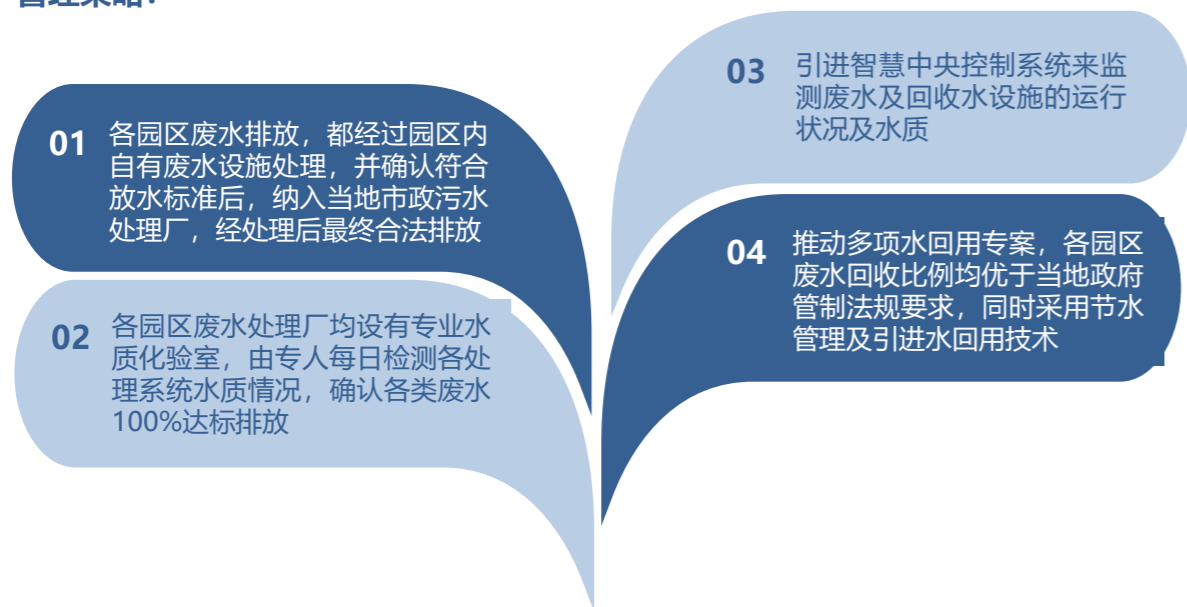 管理策略：
01
各园区废水排放，都经过园区内
自有废水设施处理，并确认符合
放水标准后，纳入当地市政污水
处理厂，经处理后最终合法排放
02
各园区废水处理厂均设有专业水
质化验室，由专人每日检测各处
理系统水质情况，确认各类废水
100%达标排放
03
引进智慧中央控制系统来监
测废水及回收水设施的运行
状况及水质
04
推动多项水回用专案，各园区
废水回收比例均优于当地政府
管制法规要求，同时采用节水
管理及引进水回用技术